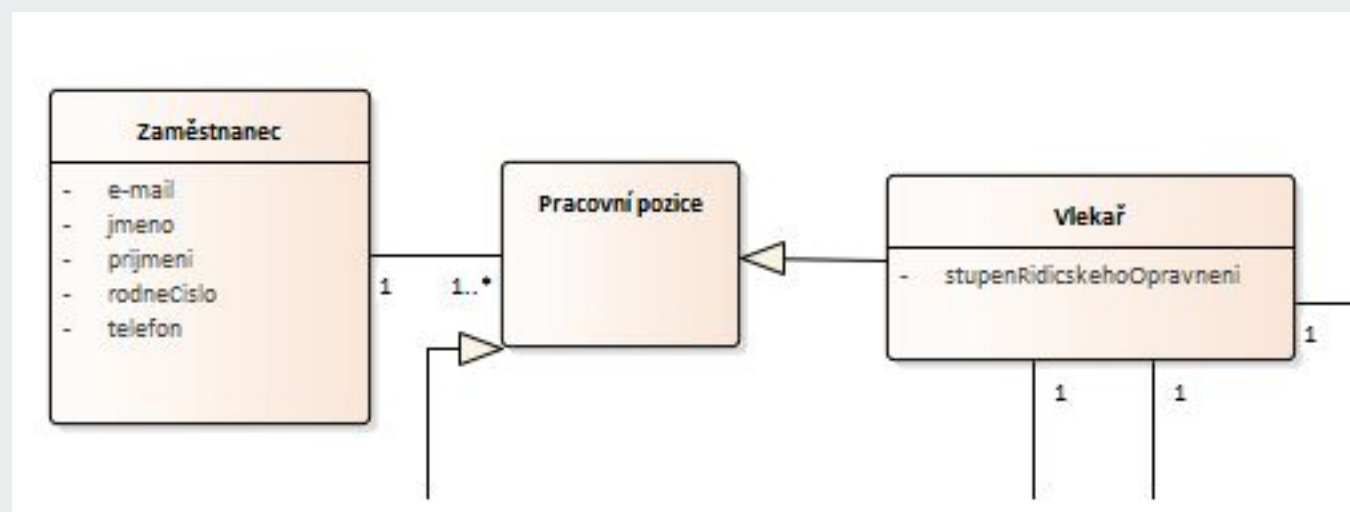 Zaměstnanec
- e-mail
- jmeno
- prijmeni
- rodneCislo
- telefon
1
1..*
Pracovní pozice
Vlekař
- stupenRidicskehoOpravneni
1
1
1